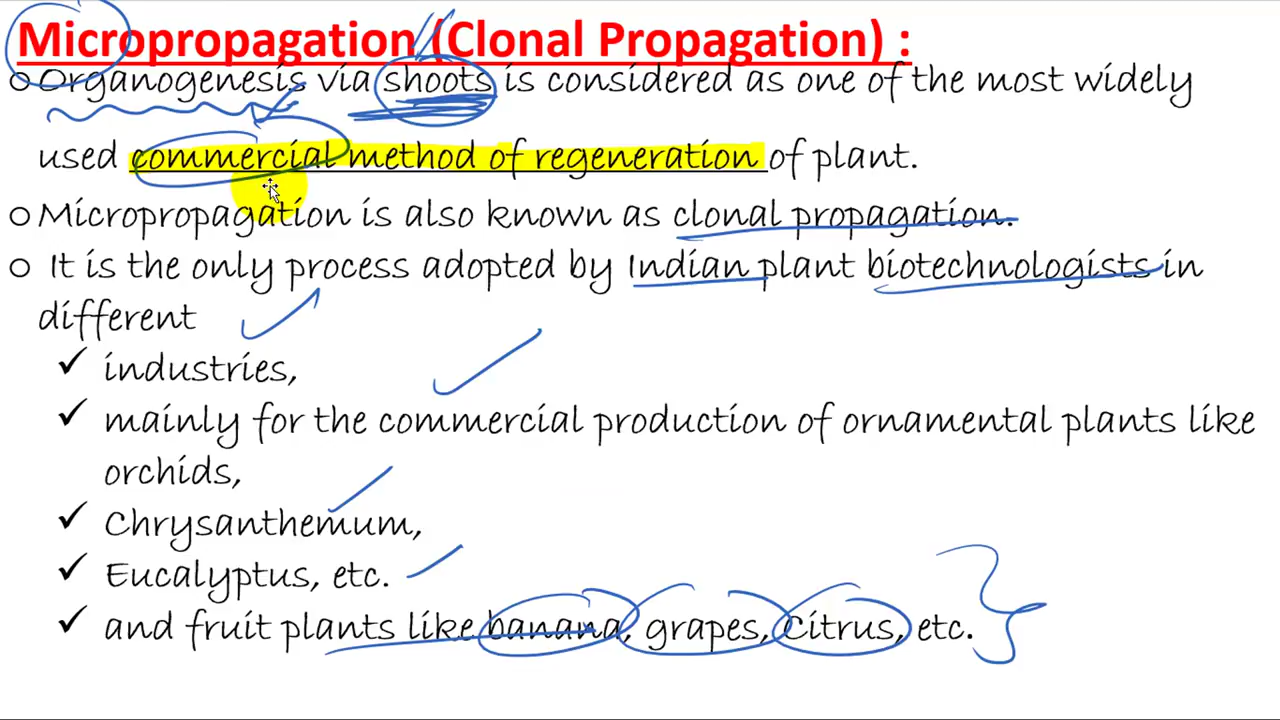 Micropropagation (Clonal Propagation) :
o Organogenesis via shoots is considered as one of the most widely
used commercial method of regeneration of plant.
o Micropropagation is also known as clonal propagation.
o It is the only process adopted by Indian plant biotechnologists in
different
✓ industries,
✓ mainly for the commercial production of ornamental plants like
orchids,
✓ Chrysanthemum,
✓ Eucalyptus, etc.
✓ and fruit plants like banana, grapes, Citrus, etc.